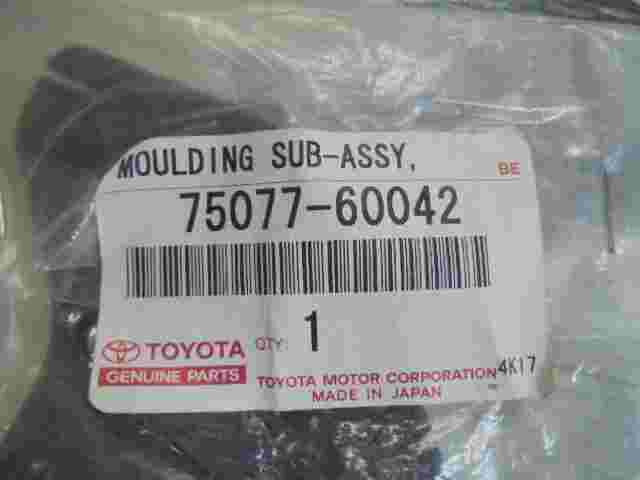 MOULDING SUB-ASSY,
BE
75077-60042
TOYOTA QTY: 1
GENUINE PARTS
TOYOTA MOTOR CORPORATION 4K17
MADE IN JAPAN